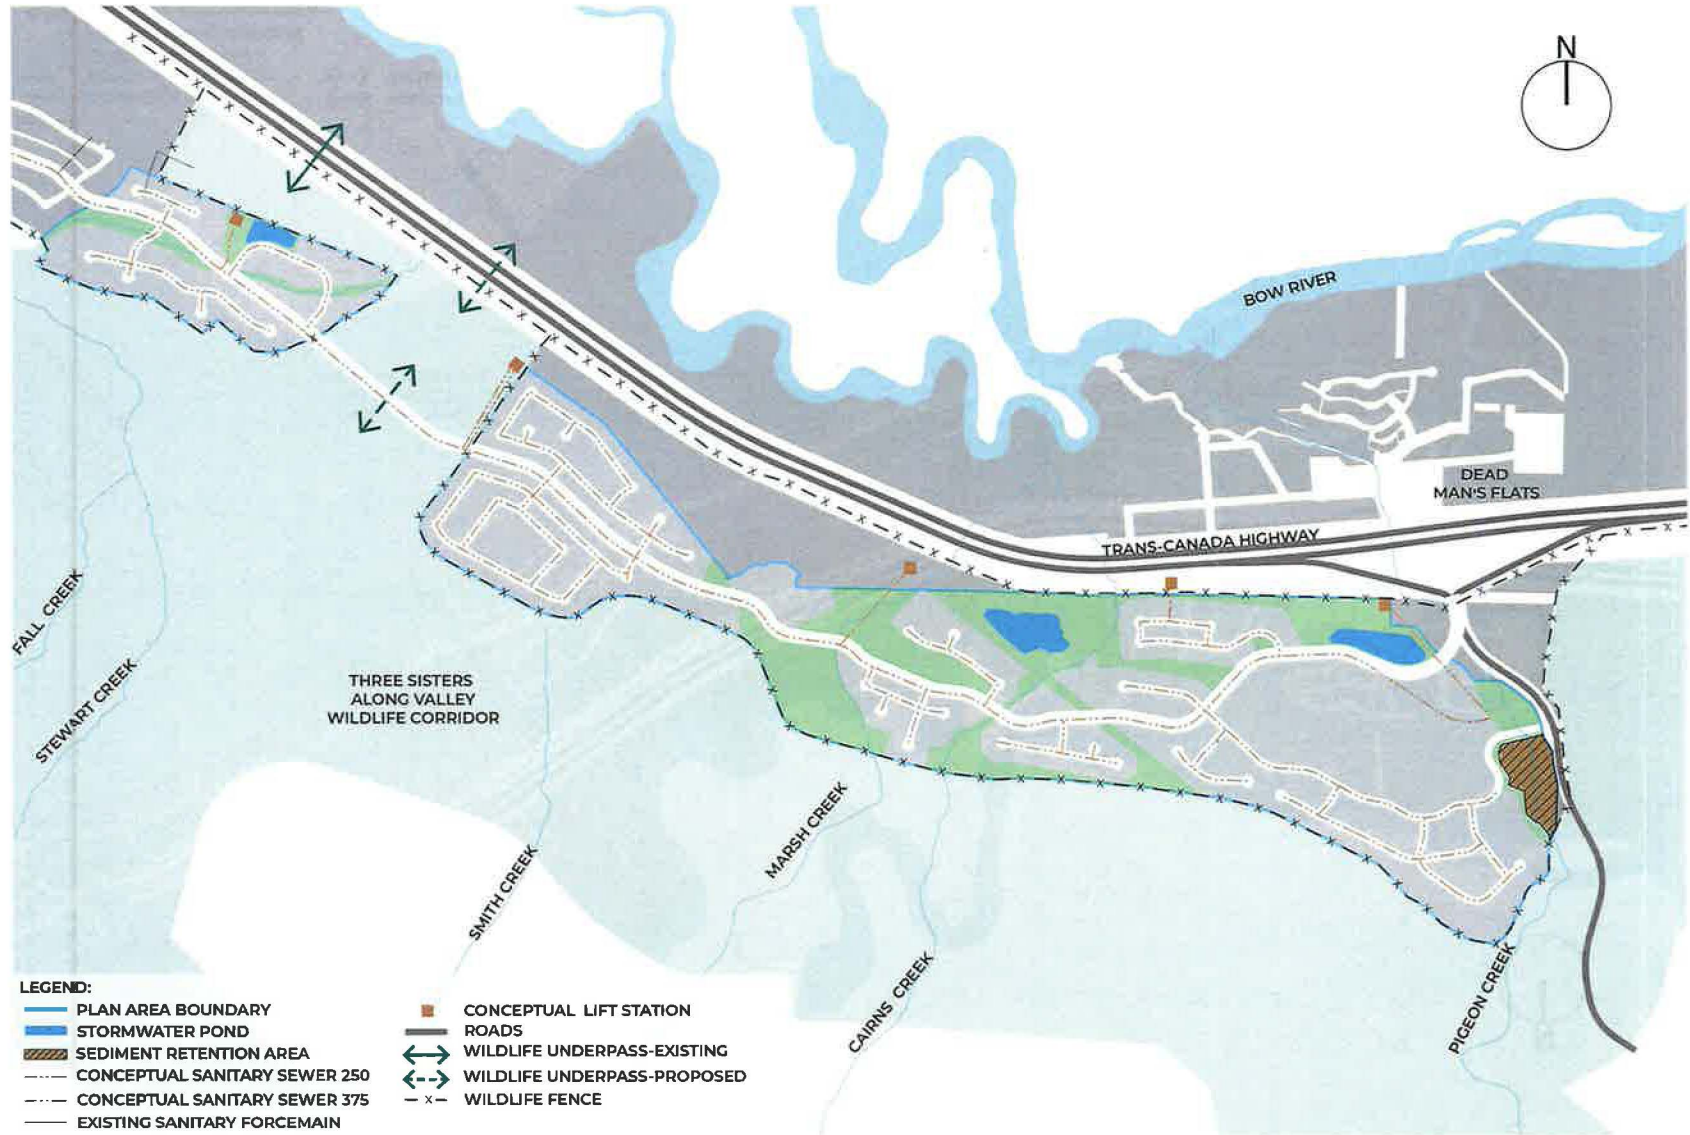 N
BOW RIVER
DEAD
MAN'S FLATS
TRANS-CANADA HIGHWAY
FALL CREEK
STEWART CREEK
THREE SISTERS
ALONG VALLEY
WILDLIFE CORRIDOR
SMITH CREEK
MARSH CREEK
CAIRNS CREEK
PIGEON CREEK
LEGEND:
PLAN AREA BOUNDARY
STORMWATER POND
SEDIMENT RETENTION AREA
CONCEPTUAL SANITARY SEWER 250
CONCEPTUAL SANITARY SEWER 375
EXISTING SANITARY FORCEMAIN
CONCEPTUAL LIFT STATION
ROADS
WILDLIFE UNDERPASS-EXISTING
WILDLIFE UNDERPASS-PROPOSED
WILDLIFE FENCE